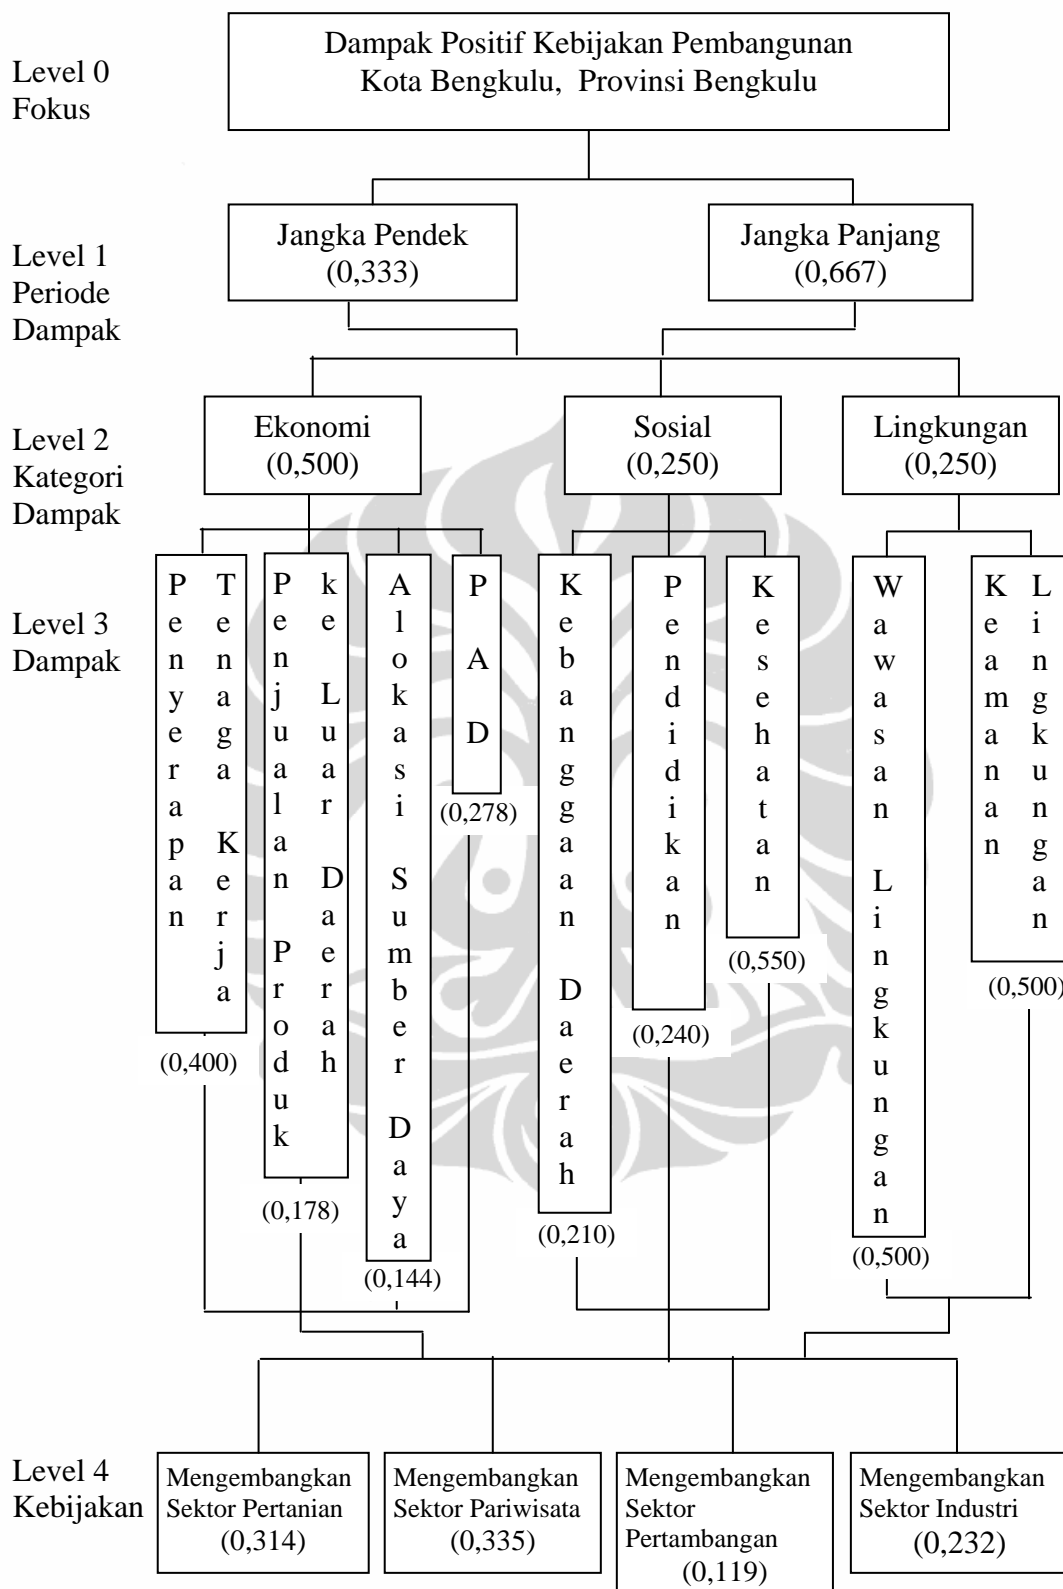 Dampak Positif Kebijakan Pembangunan
Kota Bengkulu, Provinsi Bengkulu
Level 0
Fokus
Jangka Pendek
(0,333)
Jangka Panjang
(0,667)
Level 1
Periode
Dampak
Ekonomi
(0,500)
Sosial
(0,250)
Lingkungan
(0,250)
Level 2
Kategori
Dampak
Level 3
Dampak
Penyerapan
Tenaga Kerja
(0,400)
Penjualan Produk
ke Luar Daerah
(0,178)
Alokasi Sumber Daya
(0,144)
PAD
(0,278)
Kebanggaan Daerah
(0,210)
Pendidikan
(0,240)
Kesehatan
(0,550)
Wawasan Lingkungan
(0,500)
Keamanan
Lingkungan
(0,500)
Level 4
Kebijakan
Mengembangkan
Sektor Pertanian
(0,314)
Mengembangkan
Sektor Pariwisata
(0,335)
Mengembangkan
Sektor
Pertambangan
(0,119)
Mengembangkan
Sektor Industri
(0,232)